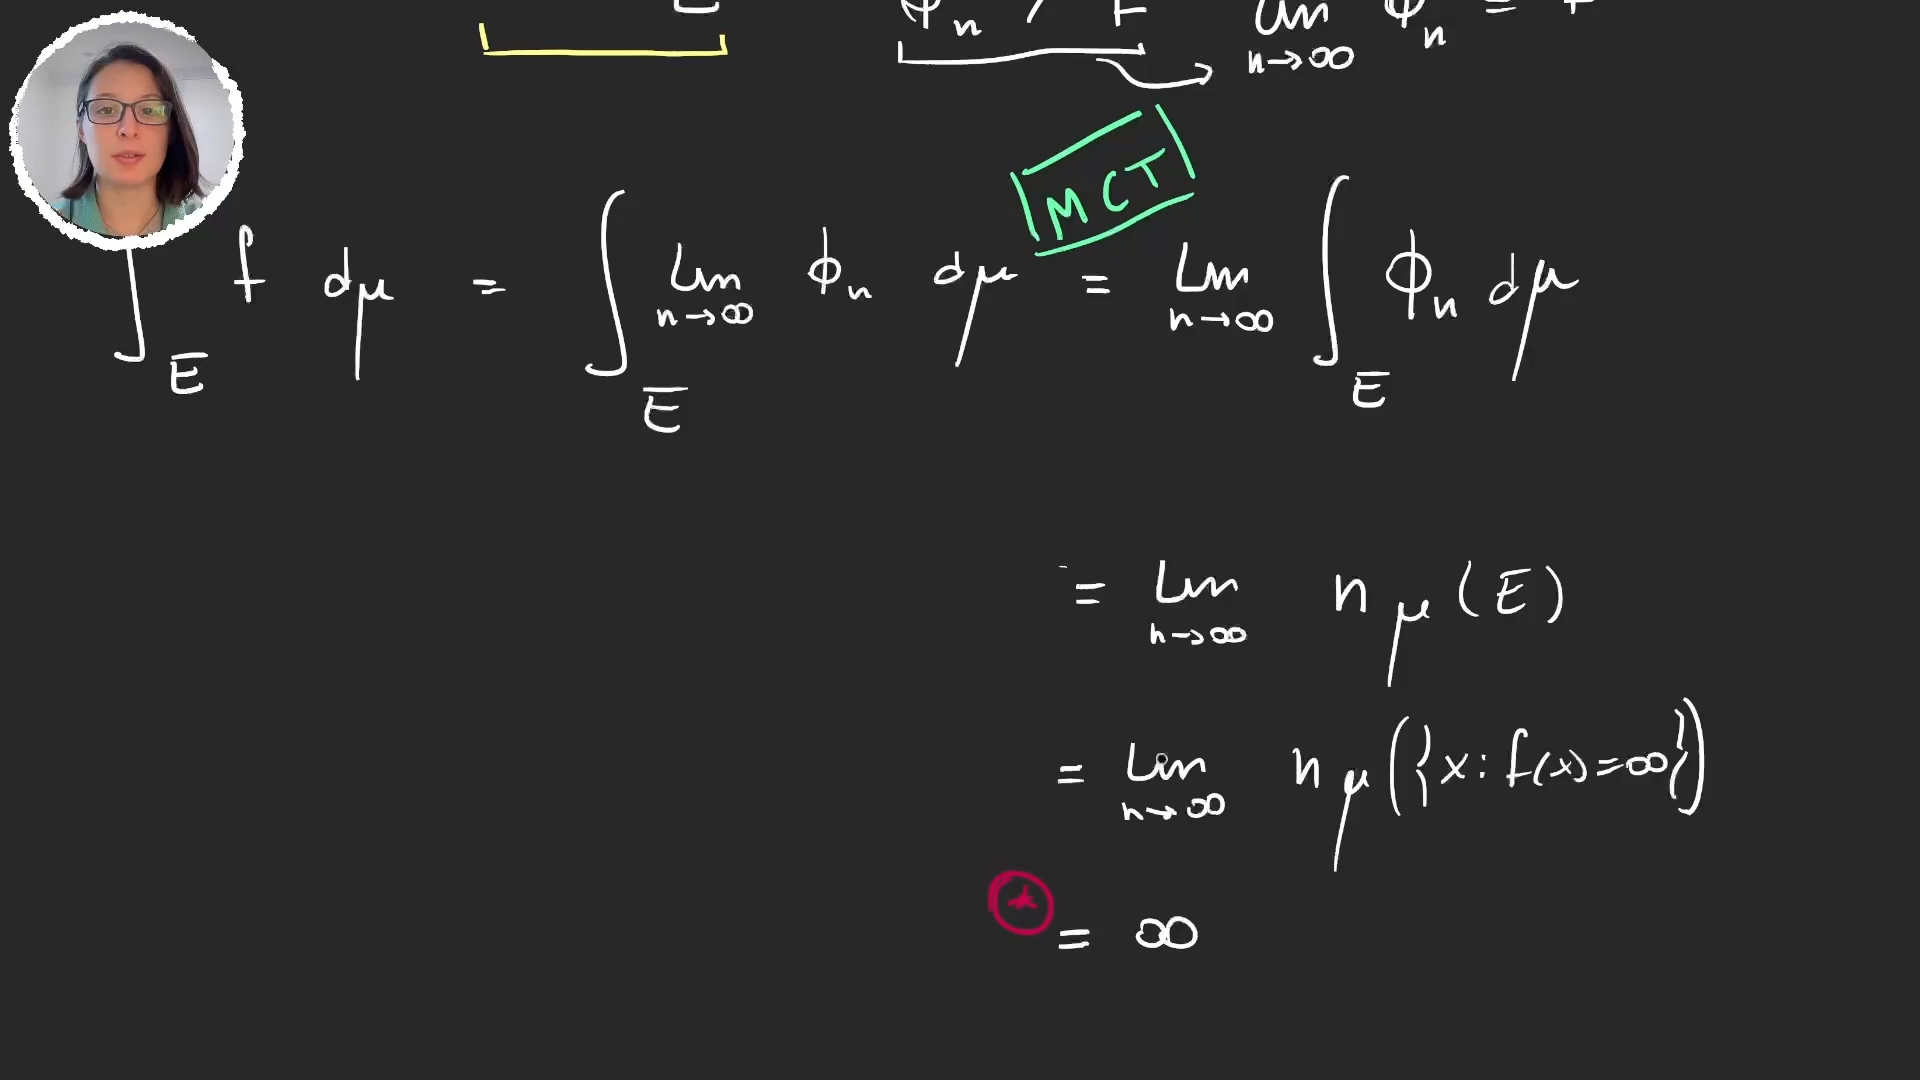 ϕn ↗ f lim n→∞ ϕn =
MCT
∫E f dμ = ∫E lim n→∞ ϕn dμ = lim n→∞ ∫E ϕn dμ
= lim n→∞ n μ(E)
= lim n→∞ n μ({x : f(x) = ∞})
* = ∞